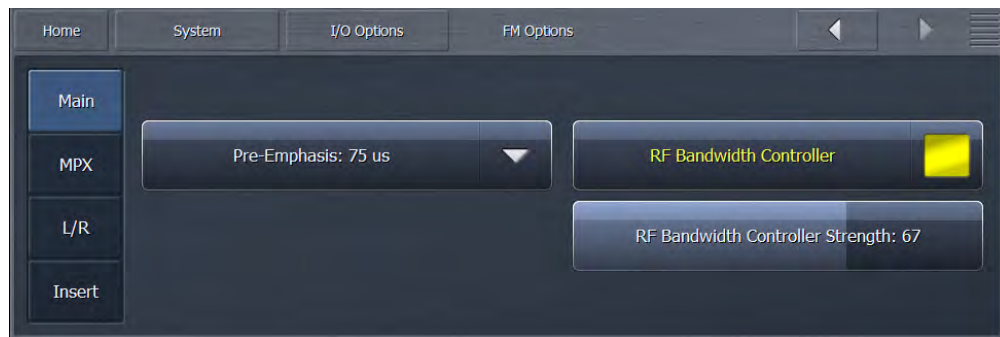 Home System I/O Options FM Options
Main
Pre-Emphasis: 75 us RF Bandwidth Controller
MPX
L/R
RF Bandwidth Controller Strength: 67
Insert